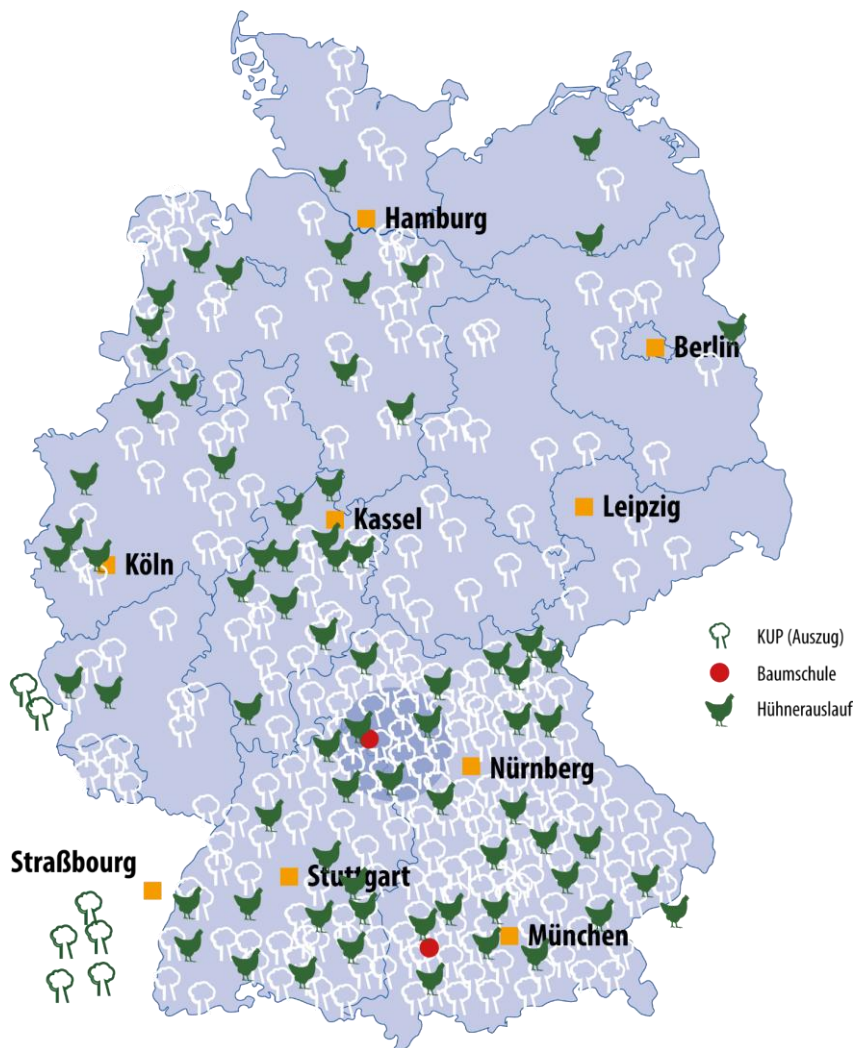 Hamburg
Berlin
Leipzig
Kassel
Köln
KUP (Auszug)
Baumschule
Hühnerauslauf
Nürnberg
Straßbourg
Stuttgart
München